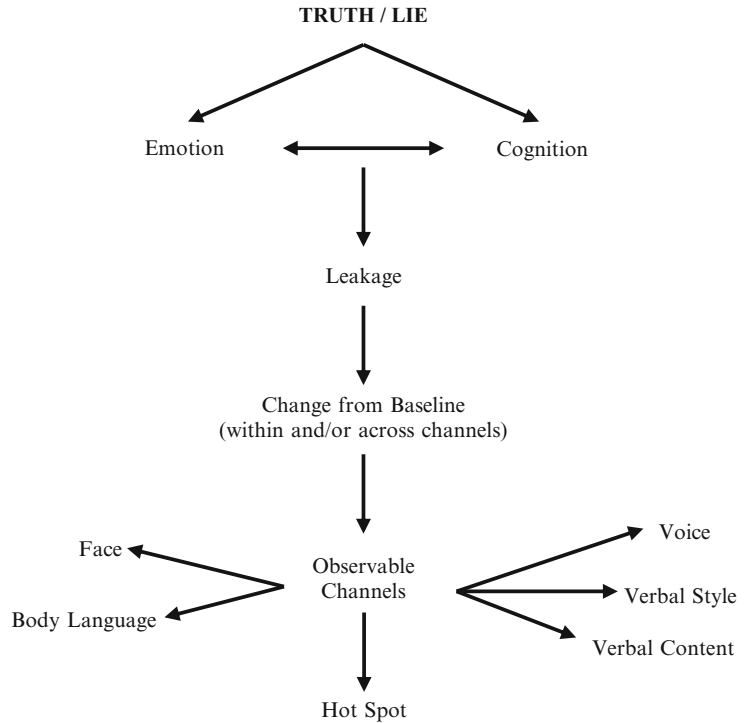 TRUTH / LIE
Emotion
Cognition
Leakage
Change from Baseline
(within and/or across channels)
Face
Observable
Channels
Voice
Body Language
Verbal Style
Verbal Content
Hot Spot